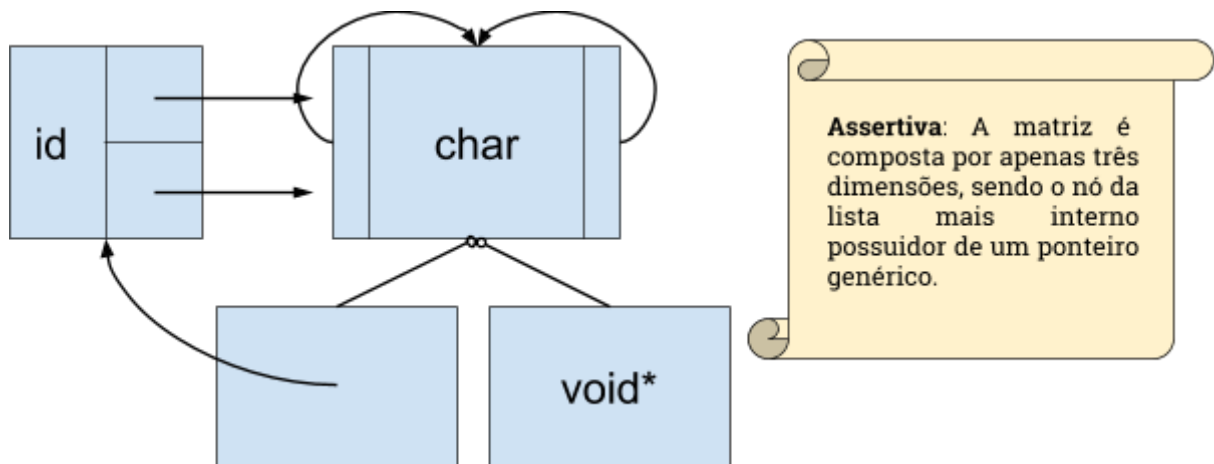 id
char
void*
Assertiva: A matriz é
composta por apenas três
dimensões, sendo o nó da
lista mais interno
possuidor de um ponteiro
genérico.